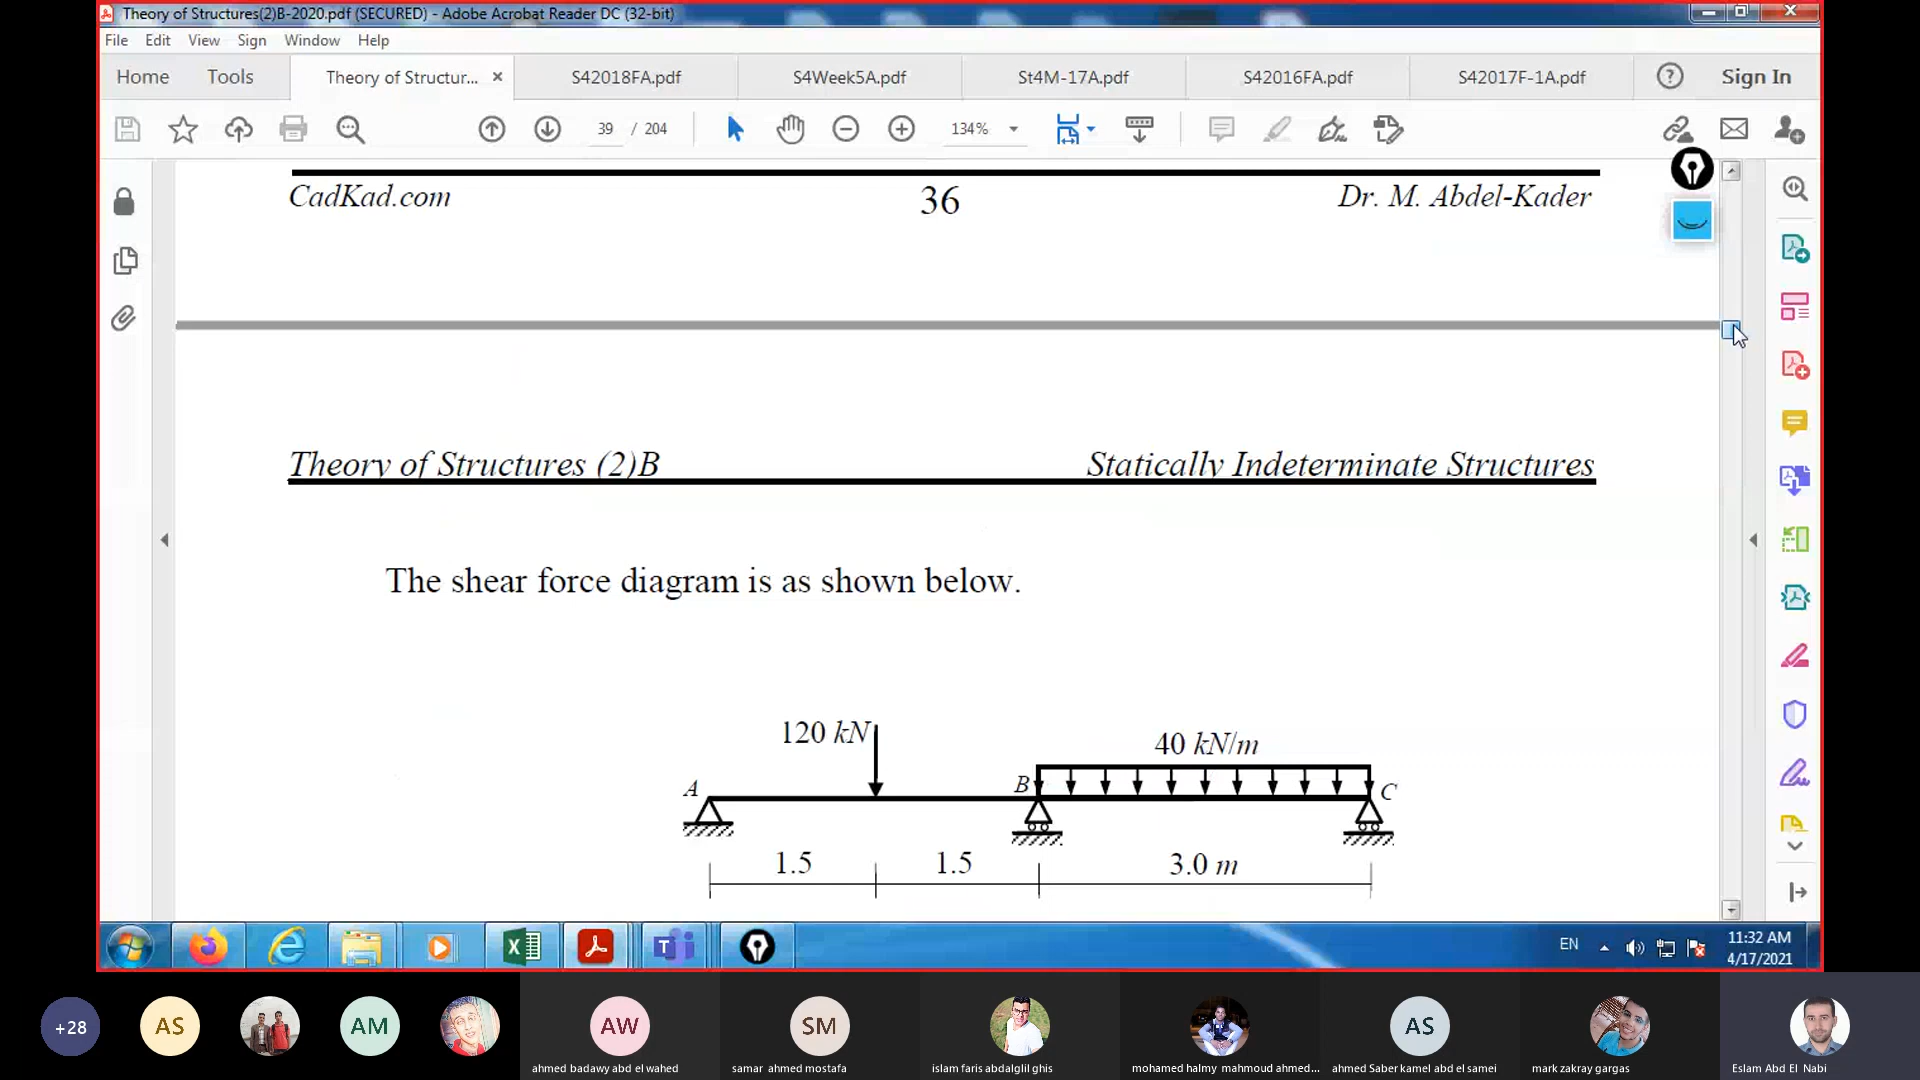 Theory of Structures(2)B-2020.pdf (SECURED) - Adobe Acrobat Reader DC (32-bit)
File Edit View Sign Window Help
Home Tools Theory of Structur... × S42018FA.pdf S4Week5A.pdf St4M-17A.pdf S42016FA.pdf S42017F-1A.pdf ? Sign In
39 / 204 134%
CadKad.com 36 Dr. M. Abdel-Kader
Theory of Structures (2)B Statically Indeterminate Structures
The shear force diagram is as shown below.
120 kN 40 kN/m
A B C
1.5 1.5 3.0 m
EN 11:32 AM
4/17/2021
+28 AS AM AW SM AS
ahmed badawy abd el wahed samar ahmed mostafa islam faris abdalglil ghis mohamed halmy mahmoud ahmed... ahmed Saber kamel abd el samei mark zakray gargas Eslam Abd El Nabi